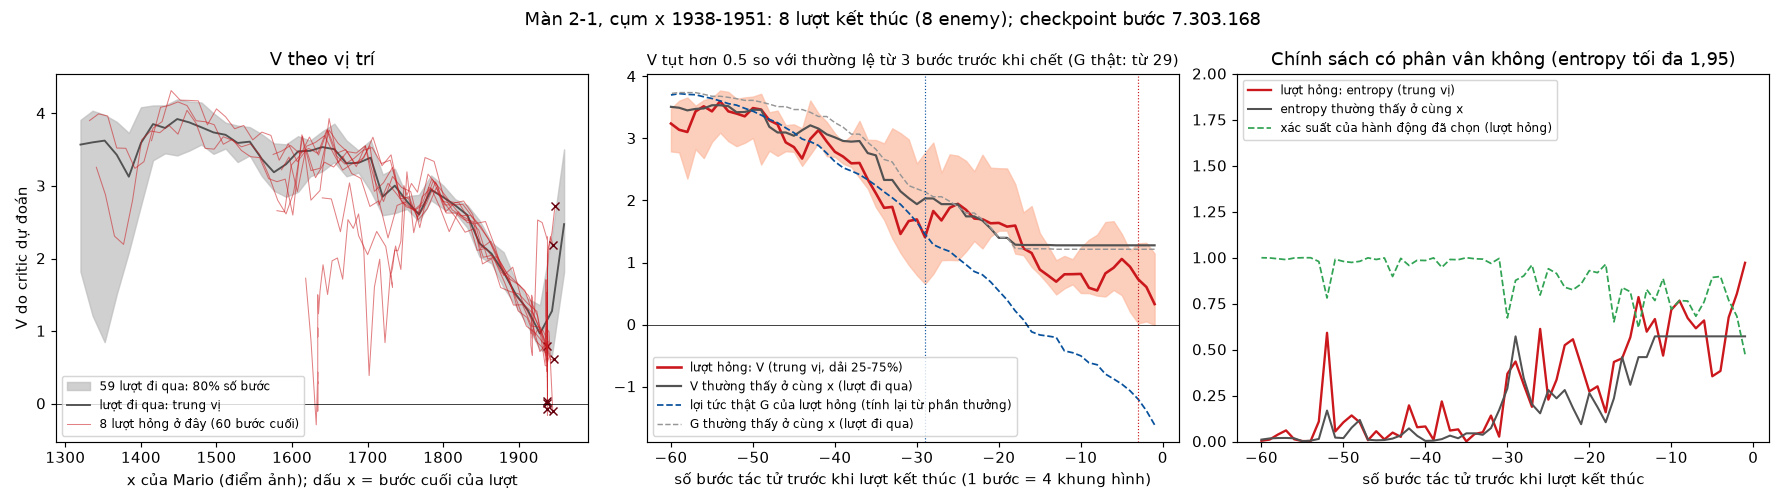 Màn 2-1, cụm x 1938-1951: 8 lượt kết thúc (8 enemy); checkpoint bước 7.303.168
V theo vị trí
V do critic dự đoán
4
3
2
1
0
59 lượt đi qua: 80% số bước
lượt đi qua: trung vị
8 lượt hỏng ở đây (60 bước cuối)
1300 1400 1500 1600 1700 1800 1900
x của Mario (điểm ảnh); dấu x = bước cuối của lượt
V tụt hơn 0.5 so với thường lệ từ 3 bước trước khi chết (G thật: từ 29)
4
3
2
1
0
−1
lượt hỏng: V (trung vị, dải 25-75%)
V thường thấy ở cùng x (lượt đi qua)
lợi tức thật G của lượt hỏng (tính lại từ phần thưởng)
G thường thấy ở cùng x (lượt đi qua)
−60 −50 −40 −30 −20 −10 0
số bước tác tử trước khi lượt kết thúc (1 bước = 4 khung hình)
Chính sách có phân vân không (entropy tối đa 1,95)
2.00
1.75
1.50
1.25
1.00
0.75
0.50
0.25
0.00
lượt hỏng: entropy (trung vị)
entropy thường thấy ở cùng x
xác suất của hành động đã chọn (lượt hỏng)
−60 −50 −40 −30 −20 −10 0
số bước tác tử trước khi lượt kết thúc